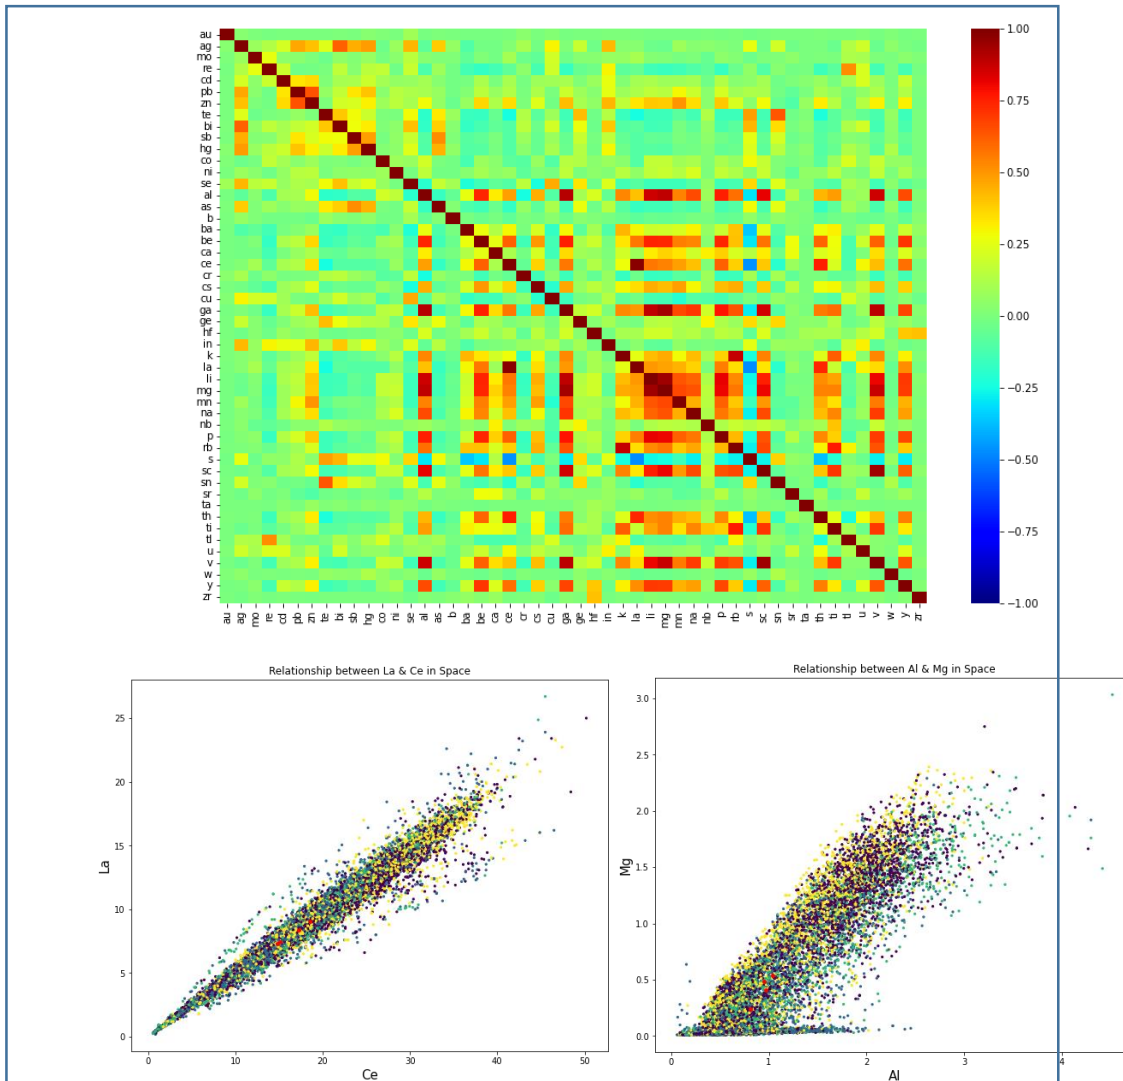 au
ag
mo
re
cd
pb
zn
te
bi
sb
hg
co
ni
se
al
as
b
ba
be
ca
ce
cr
cs
cu
ga
ge
hf
in
k
la
li
mg
mn
na
nb
p
rb
s
sc
sn
sr
ta
th
ti
tl
u
v
w
y
zr
au ag mo re cd pb zn te bi sb hg co ni se al as b ba be ca ce cr cs cu ga ge hf in k la li mg mn na nb p rb s sc sn sr ta th ti tl u v w y zr
1.00
0.75
0.50
0.25
0.00
−0.25
−0.50
−0.75
−1.00
Relationship between La & Ce in Space
25
20
15
10
5
0
La
0 10 20 30 40 50
Ce
Relationship between Al & Mg in Space
3.0
2.5
2.0
1.5
1.0
0.5
0.0
Mg
0 1 2 3 4
Al